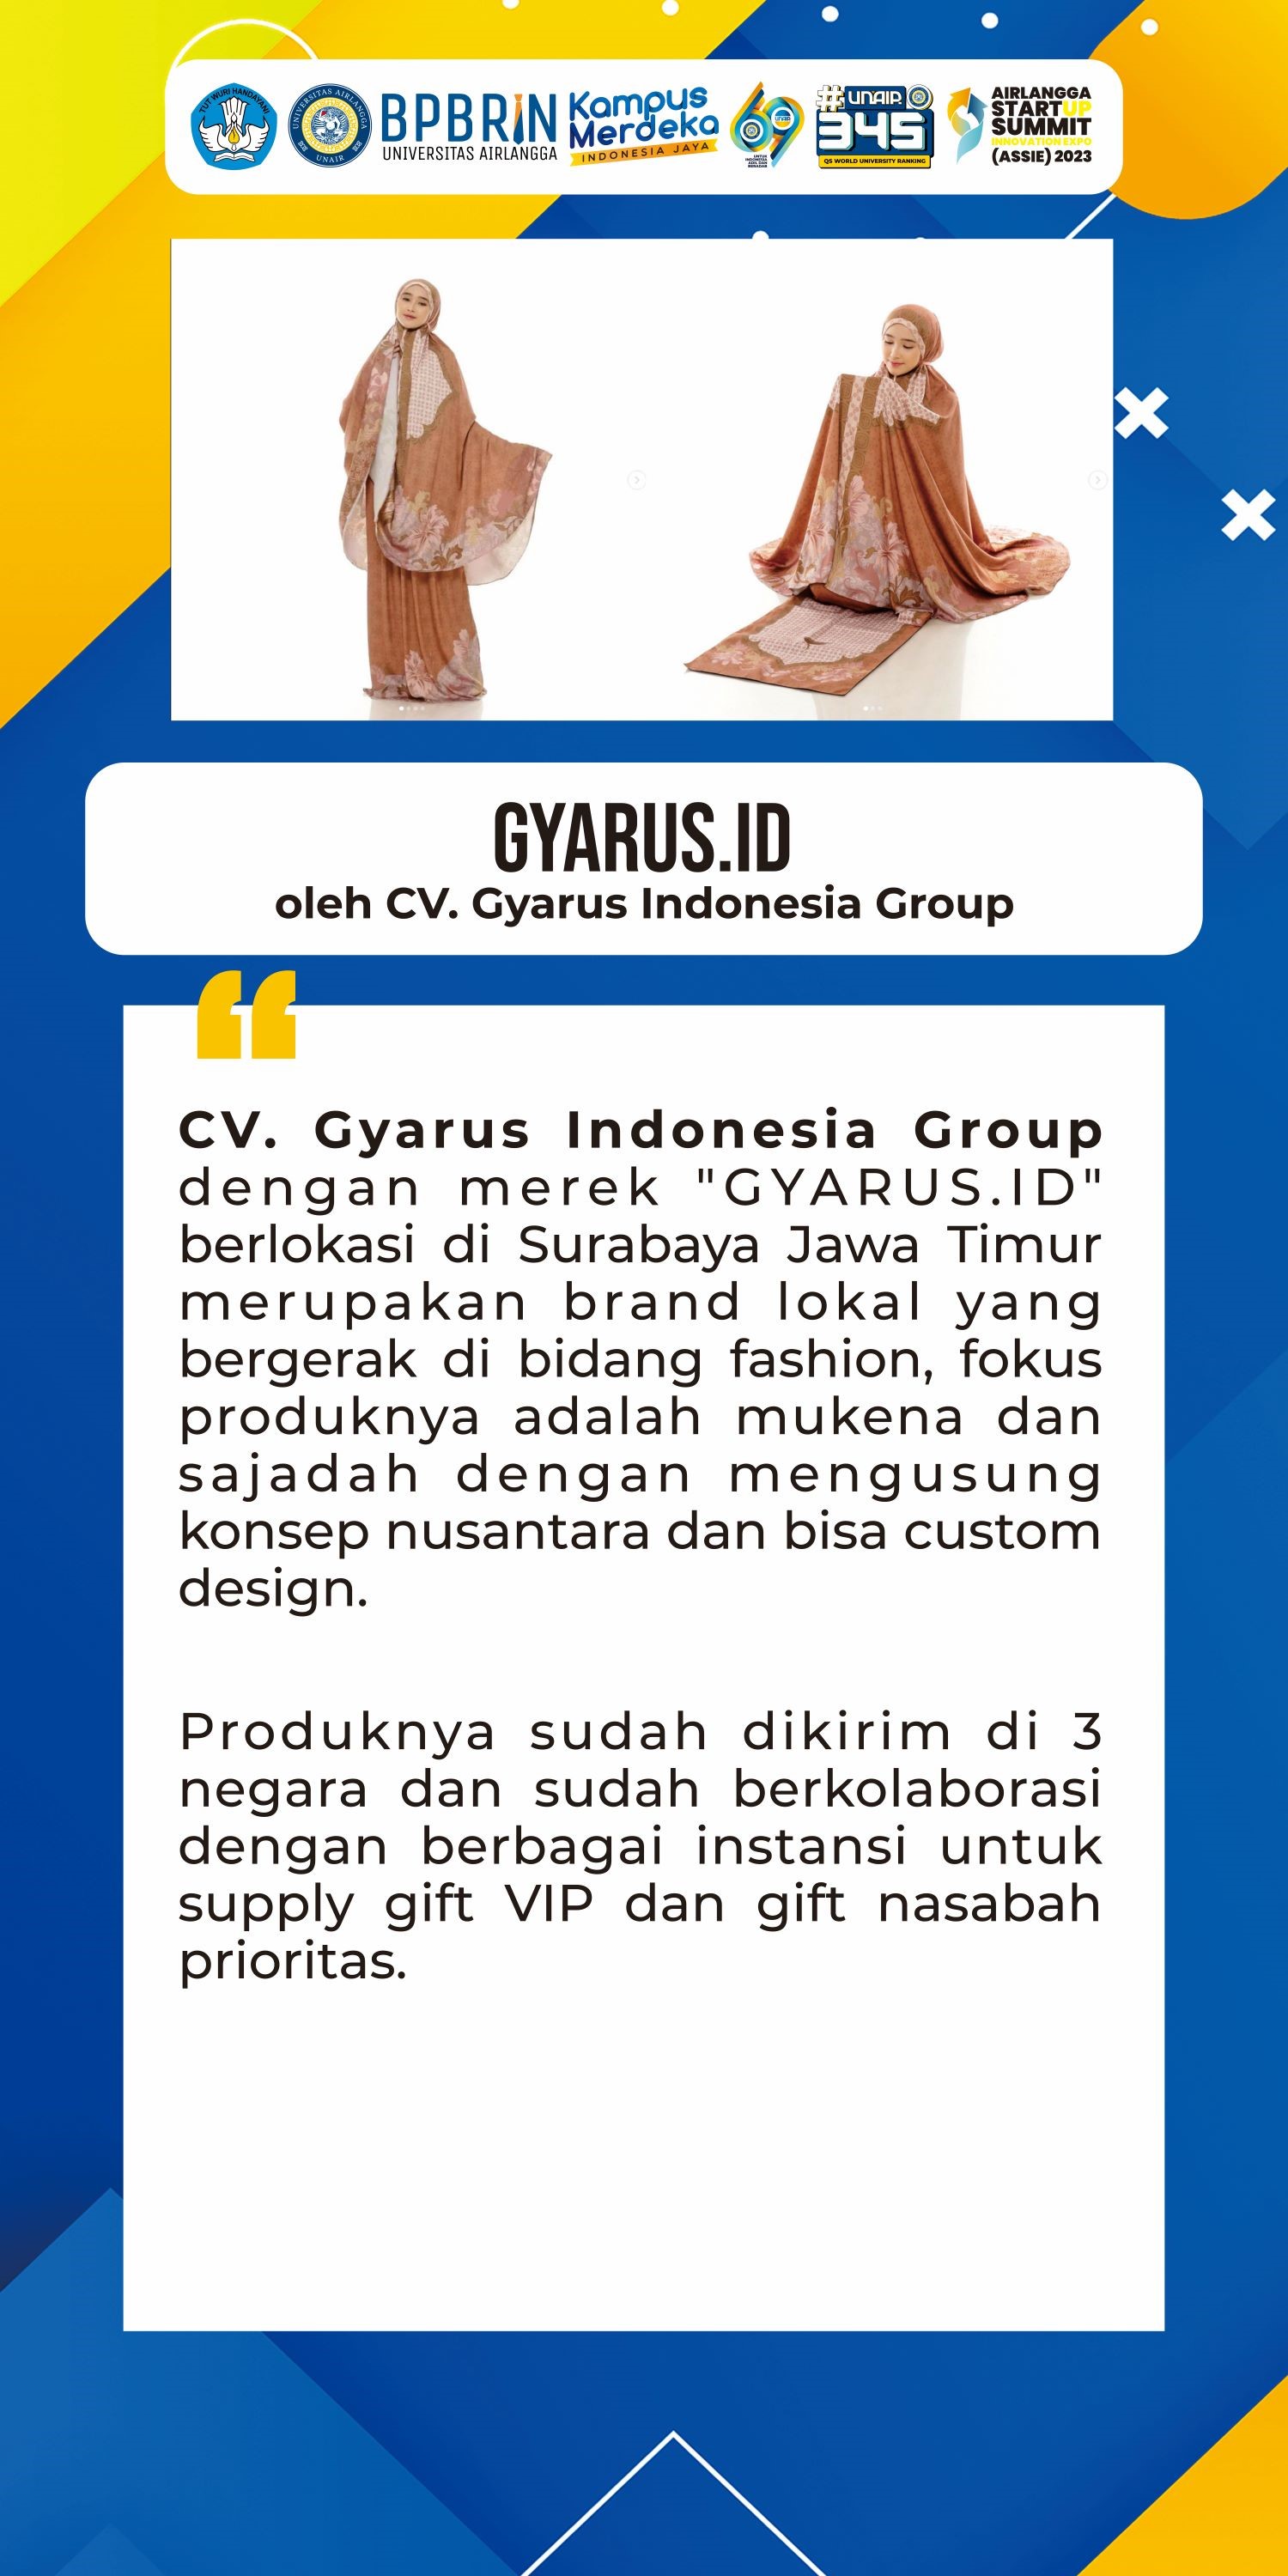 TUT WURI HANDAYANI
UNIVERSITAS AIRLANGGA
UNAIR
BPBRIN
UNIVERSITAS AIRLANGGA
Kampus
Merdeka
INDONESIA JAYA
69
#UNAIR
345
QS WORLD UNIVERSITY RANKING
AIRLANGGA
STARTUP
SUMMIT
INNOVATION EXPO
(ASSIE) 2023
GYARUS.ID
oleh CV. Gyarus Indonesia Group
CV. Gyarus Indonesia Group
dengan merek "GYARUS.ID"
berlokasi di Surabaya Jawa Timur
merupakan brand lokal yang
bergerak di bidang fashion, fokus
produknya adalah mukena dan
sajadah dengan mengusung
konsep nusantara dan bisa custom
design.
Produknya sudah dikirim di 3
negara dan sudah berkolaborasi
dengan berbagai instansi untuk
supply gift VIP dan gift nasabah
prioritas.